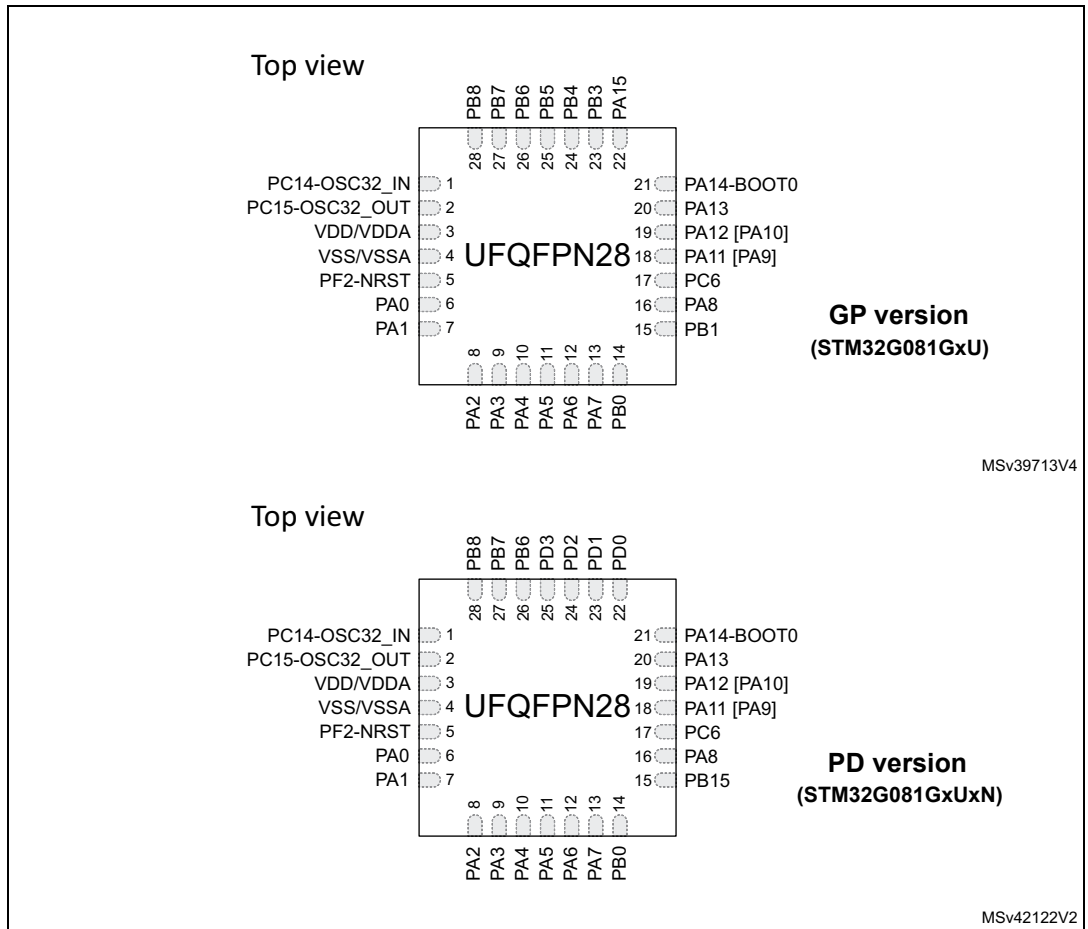 Top view
PB8 PB7 PB6 PB5 PB4 PB3 PA15
28 27 26 25 24 23 22
PC14-OSC32_IN 1 21 PA14-BOOT0
PC15-OSC32_OUT 2 20 PA13
VDD/VDDA 3 19 PA12 [PA10]
VSS/VSSA 4 UFQFPN28 18 PA11 [PA9]
PF2-NRST 5 17 PC6
PA0 6 16 PA8
PA1 7 15 PB1
GP version
(STM32G081GxU)
8 9 10 11 12 13 14
PA2 PA3 PA4 PA5 PA6 PA7 PB0
MSv39713V4
Top view
PB8 PB7 PB6 PD3 PD2 PD1 PD0
28 27 26 25 24 23 22
PC14-OSC32_IN 1 21 PA14-BOOT0
PC15-OSC32_OUT 2 20 PA13
VDD/VDDA 3 19 PA12 [PA10]
VSS/VSSA 4 UFQFPN28 18 PA11 [PA9]
PF2-NRST 5 17 PC6
PA0 6 16 PA8
PA1 7 15 PB15
PD version
(STM32G081GxUxN)
8 9 10 11 12 13 14
PA2 PA3 PA4 PA5 PA6 PA7 PB0
MSv42122V2